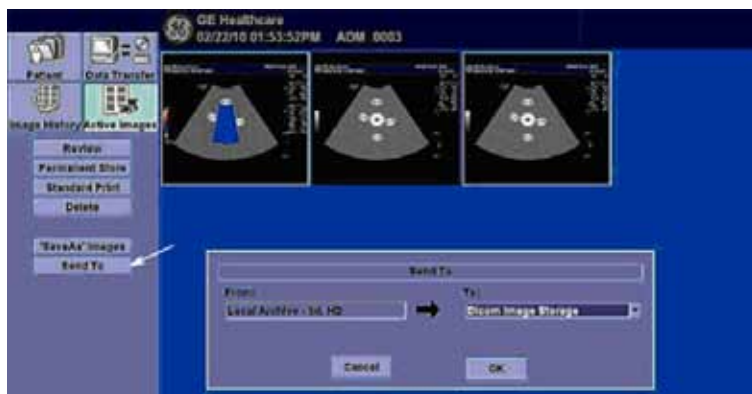 GE Healthcare
02/22/10 01:53:52PM ADM 0003
Patient
Data Transfer
Image History
Active Images
Review
Permanent Store
Standard Print
Delete
"SaveAs" Images
Send To
Send To
From:
To:
Local Archive - Int. HD
Dicom Image Storage
Cancel
OK